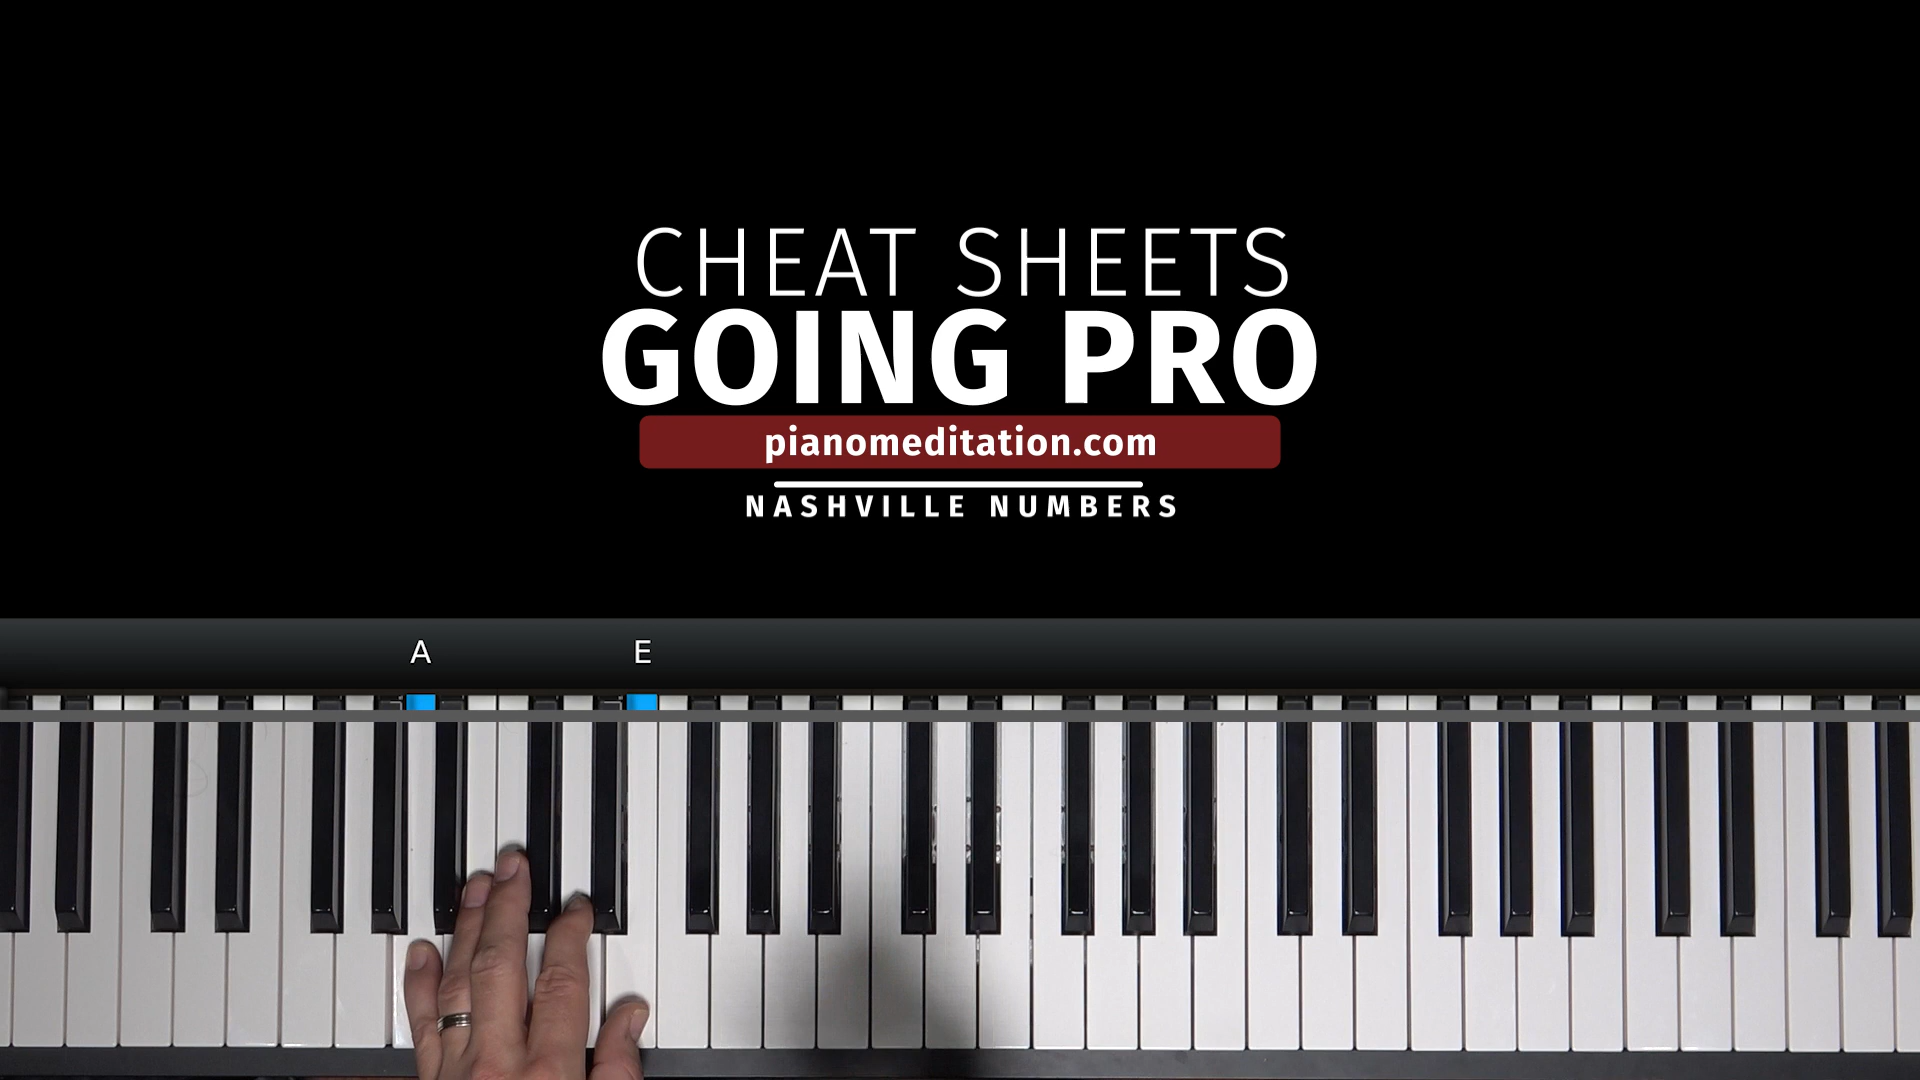 CHEAT SHEETS
GOING PRO
pianomeditation.com
NASHVILLE NUMBERS
A E